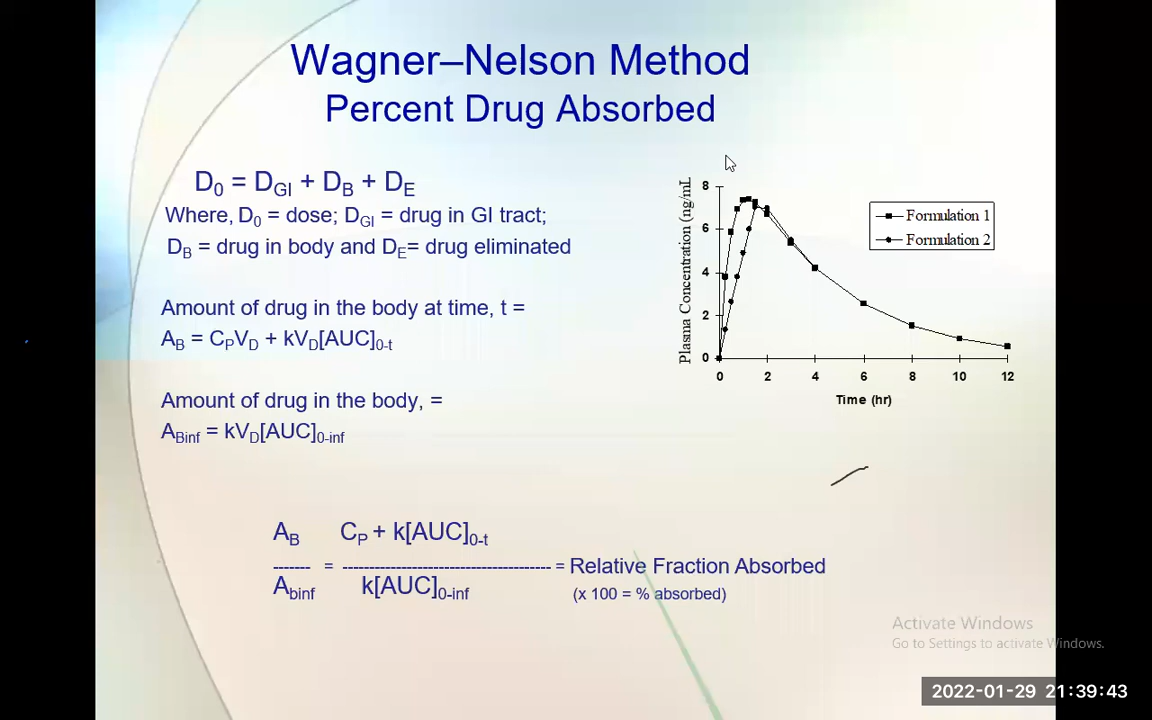 Wagner–Nelson Method
Percent Drug Absorbed
D0 = DGI + DB + DE
Where, D0 = dose; DGI = drug in GI tract;
DB = drug in body and DE= drug eliminated
Amount of drug in the body at time, t =
AB = CPVD + kVD[AUC]0-t
Amount of drug in the body, =
ABinf = kVD[AUC]0-inf
Plasma Concentration (ng/mL
8
6
4
2
0
0 2 4 6 8 10 12
Time (hr)
Formulation 1
Formulation 2
AB CP + k[AUC]0-t
------- = ---------------------------------------- = Relative Fraction Absorbed
Abinf k[AUC]0-inf (x 100 = % absorbed)
Activate Windows
Go to Settings to activate Windows.
2022-01-29 21:39:43